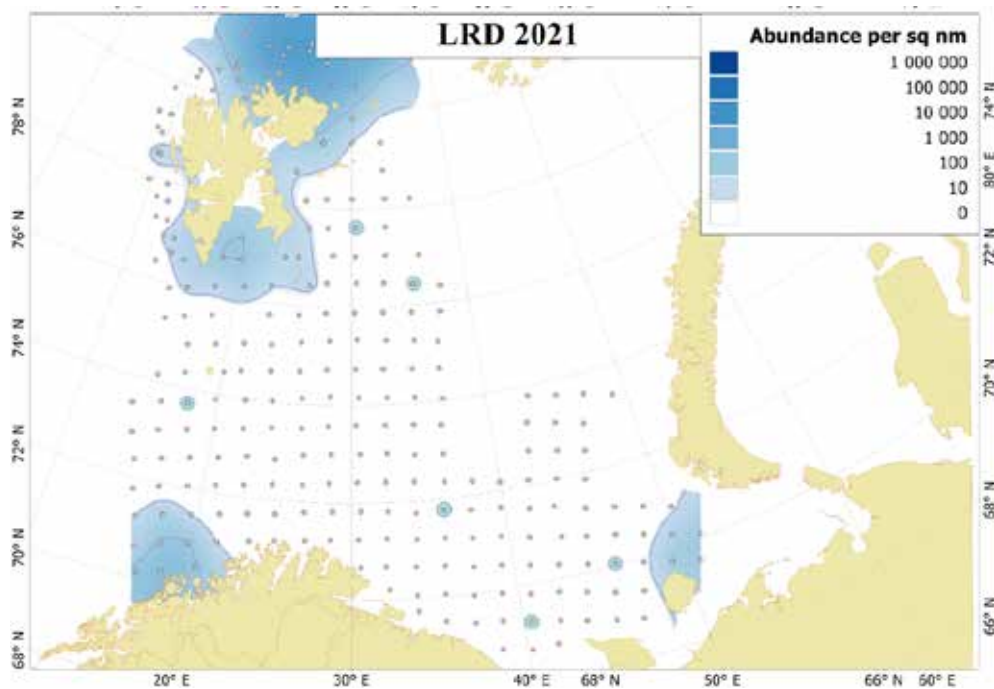 LRD 2021
Abundance per sq nm
1 000 000
100 000
10 000
1 000
100
10
0
78° N
76° N
74° N
72° N
70° N
68° N
74° N
80° E
72° N
70° N
68° N
66° N
20° E
30° E
40° E
68° N
50° E
66° N
60° E